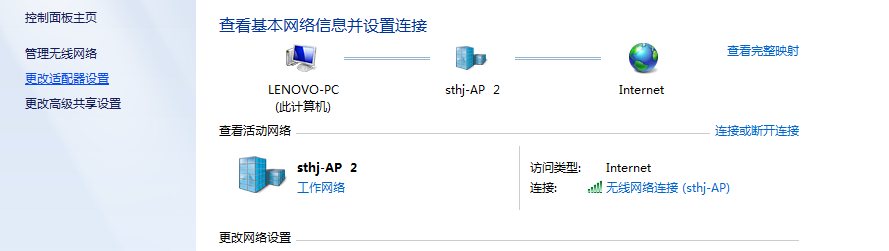 控制面板主页
管理无线网络
更改适配器设置
更改高级共享设置
查看基本网络信息并设置连接
查看完整映射
LENOVO-PC
(此计算机)
sthj-AP 2
Internet
查看活动网络
连接或断开连接
sthj-AP 2
工作网络
访问类型: Internet
连接: 无线网络连接 (sthj-AP)
更改网络设置